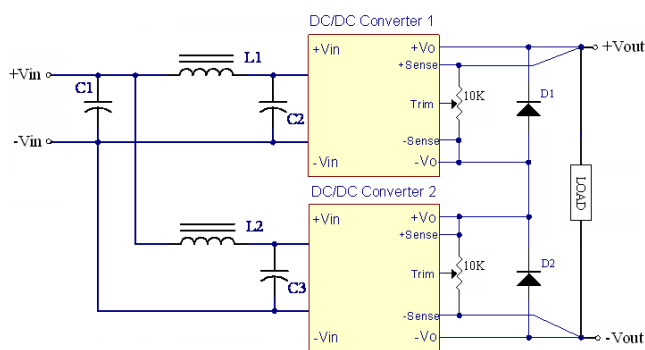 DC/DC Converter 1
+Vin
+Vo
+Vout
+Vin
L1
+Sense
C1
10K
D1
Trim
C2
-Sense
-Vin
-Vin
-Vo
LOAD
DC/DC Converter 2
+Vin
+Vo
L2
+Sense
10K
D2
Trim
C3
-Sense
-Vin
-Vo
-Vout